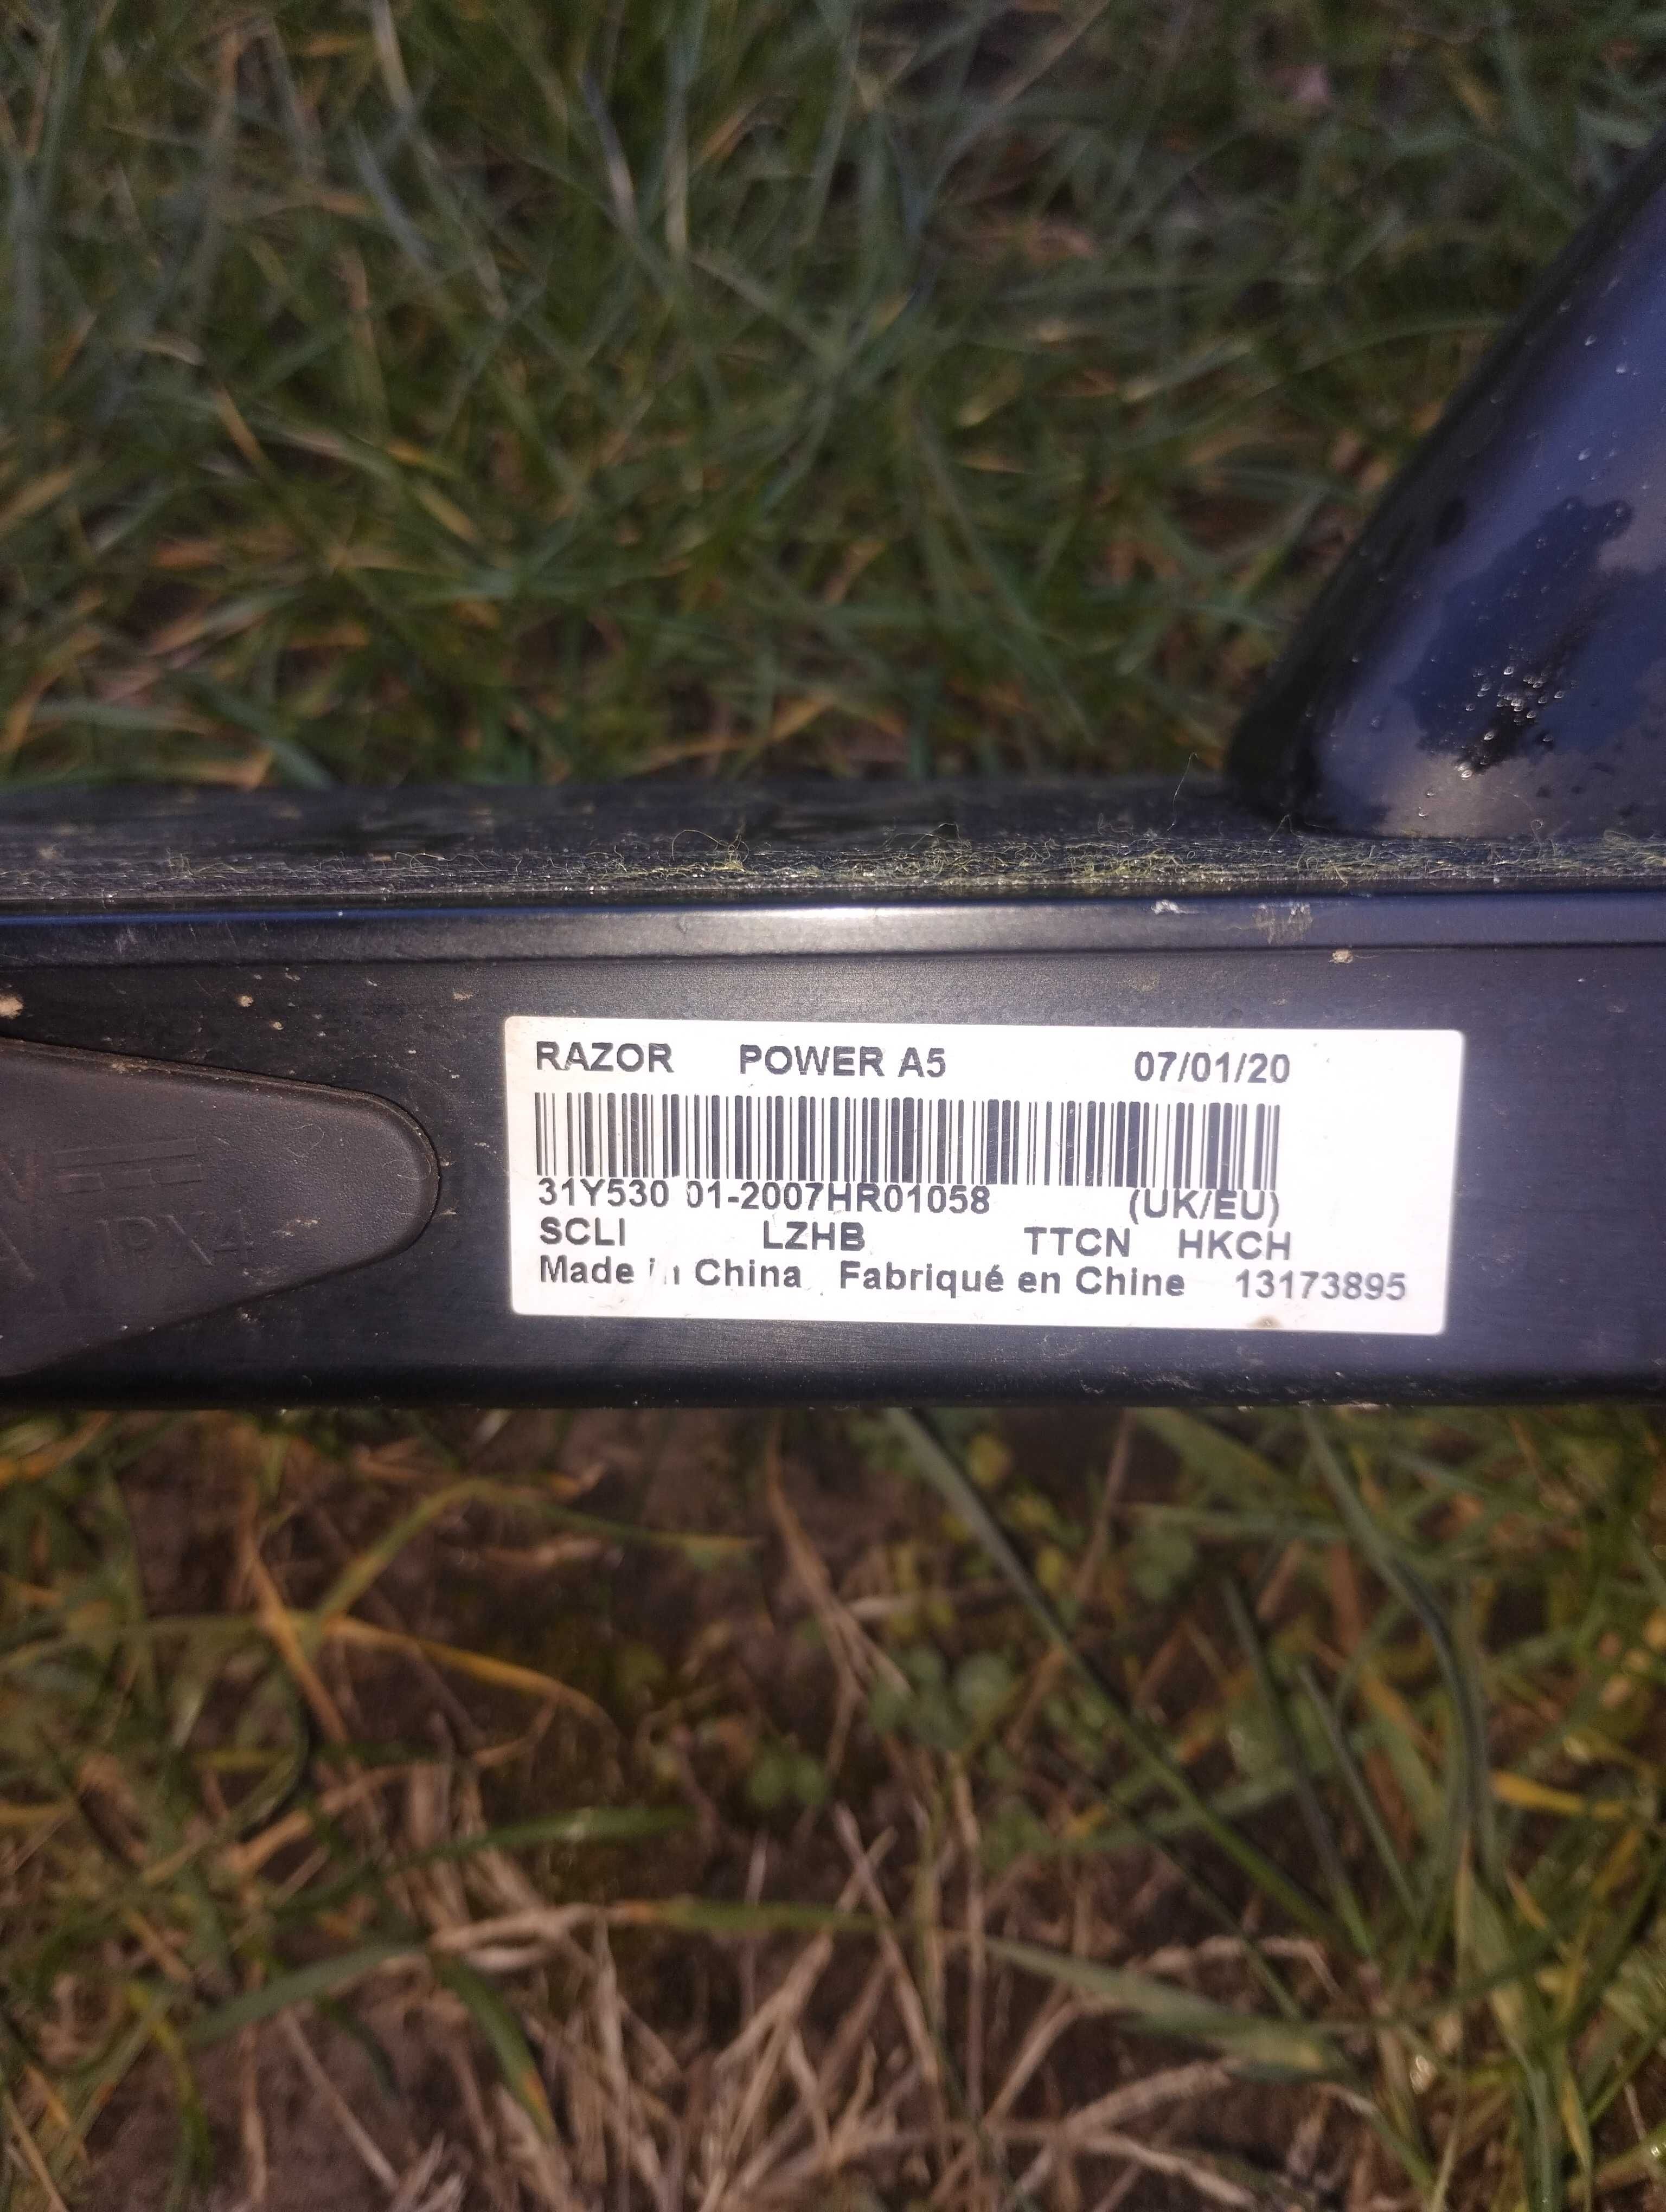 RAZOR POWER A5 07/01/20
31Y530 01-2007HR01058 (UK/EU)
SCLI LZHB TTCN HKCH
Made in China Fabriqué en Chine 13173895
IPX4